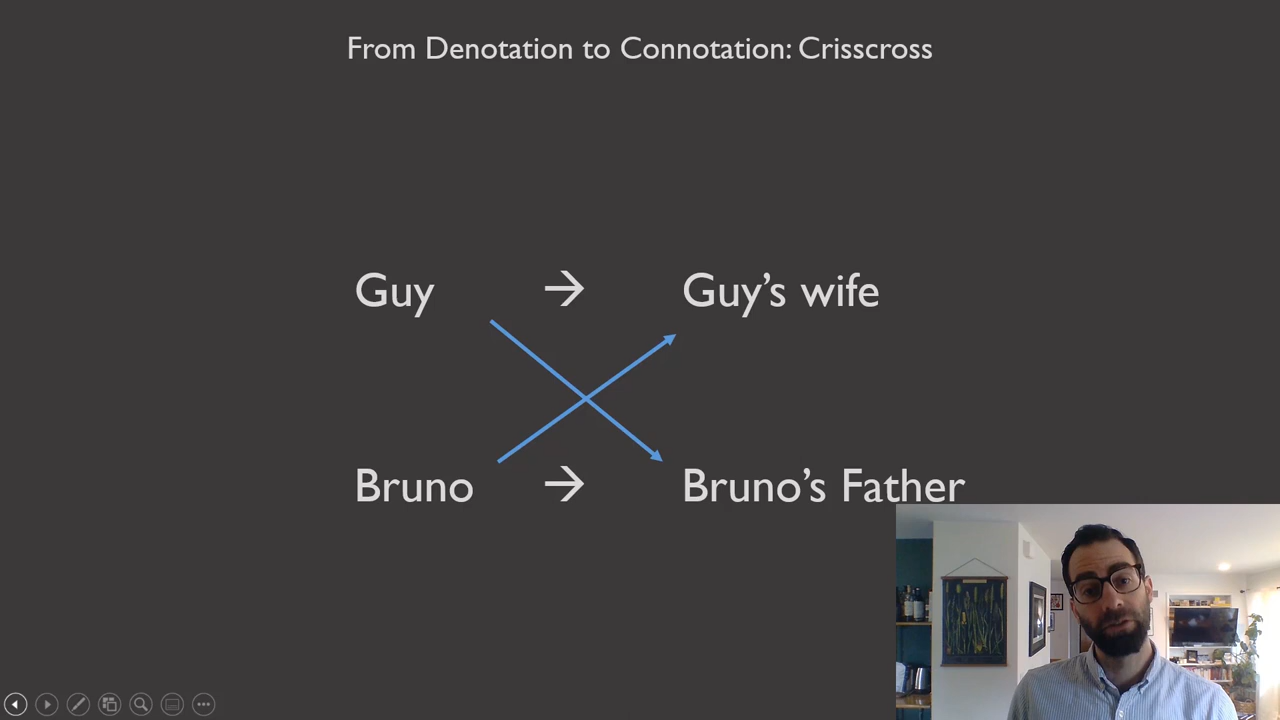 From Denotation to Connotation: Crisscross
Guy → Guy's wife
Bruno → Bruno's Father